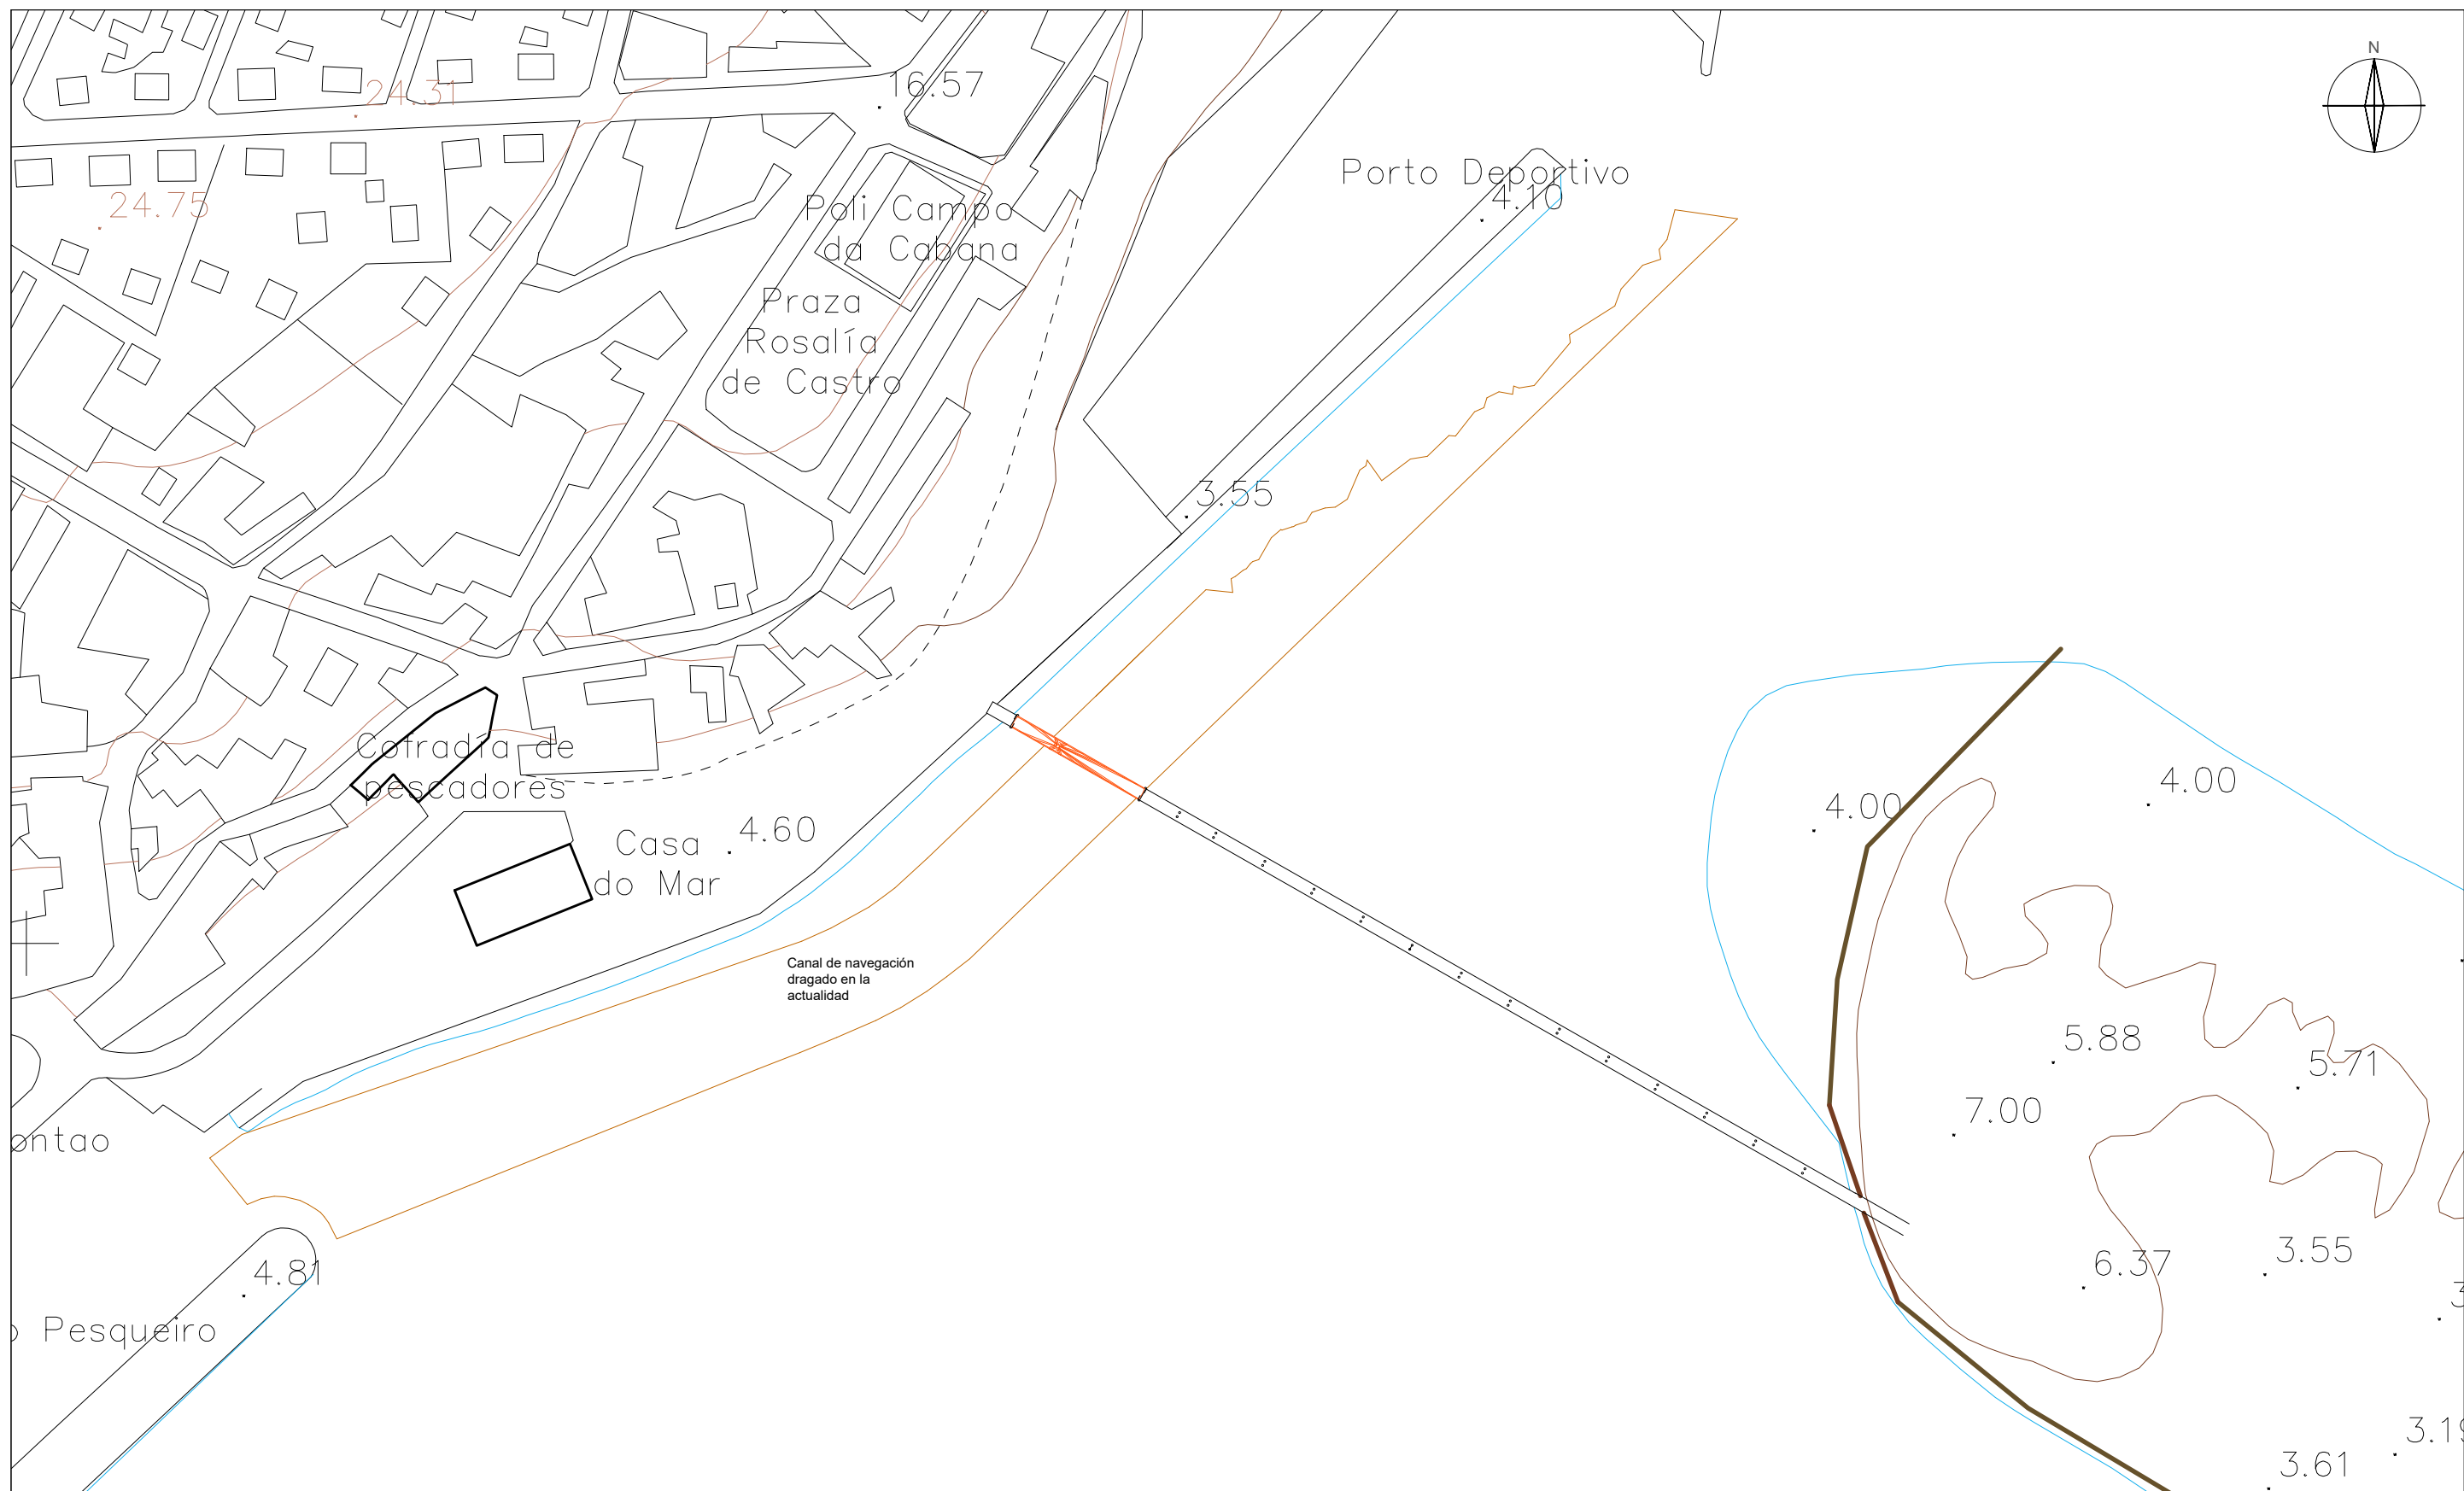 N
24.31
16.57
Porto Deportivo
4.10
24.75
Poli Campo
da Cabana
Praza
Rosalía
de Castro
3.55
Cofradía de
pescadores
4.00
4.00
Casa
do Mar
4.60
Canal de navegación
dragado en la
actualidad
5.88
5.71
7.00
ontao
3.55
6.37
4.81
Pesqueiro
3.19
3.61